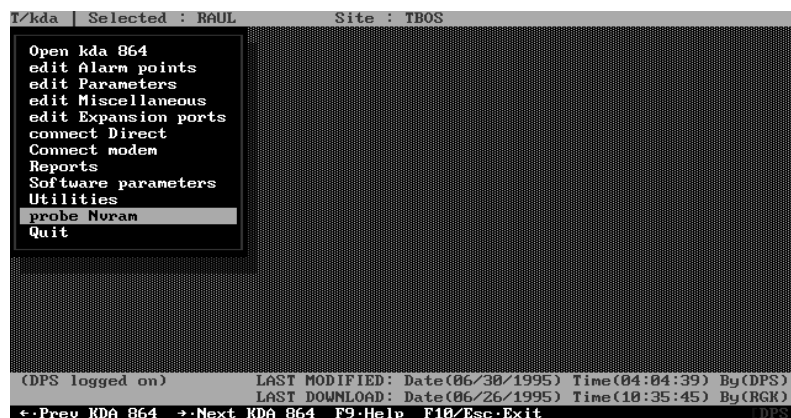 T/kda | Selected : RAUL Site : TBOS
Open kda 864
edit Alarm points
edit Parameters
edit Miscellaneous
edit Expansion ports
connect Direct
Connect modem
Reports
Software parameters
Utilities
probe Nvram
Quit
(DPS logged on) LAST MODIFIED: Date(06/30/1995) Time(04:04:39) By(DPS)
LAST DOWNLOAD: Date(06/26/1995) Time(10:35:45) By(RGK)
←·Prev KDA 864 →·Next KDA 864 F9·Help F10/Esc·Exit [DPS